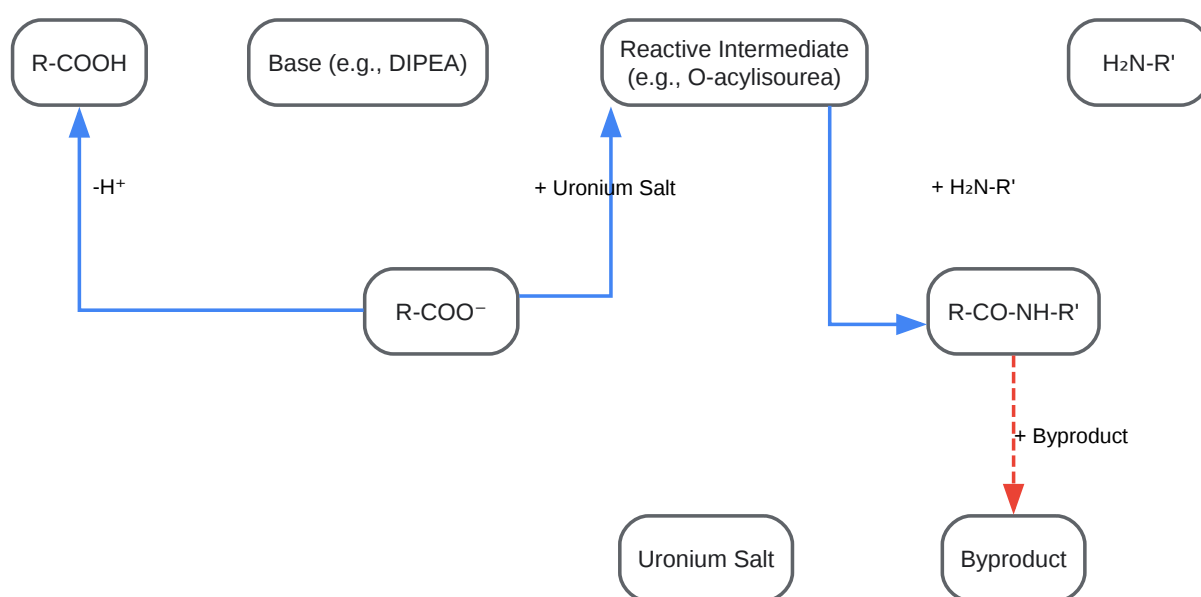 R-COOH
Base (e.g., DIPEA)
Reactive Intermediate
(e.g., O-acylisourea)
H₂N-R'
-H⁺
+ Uronium Salt
+ H₂N-R'
R-COO⁻
R-CO-NH-R'
+ Byproduct
Uronium Salt
Byproduct